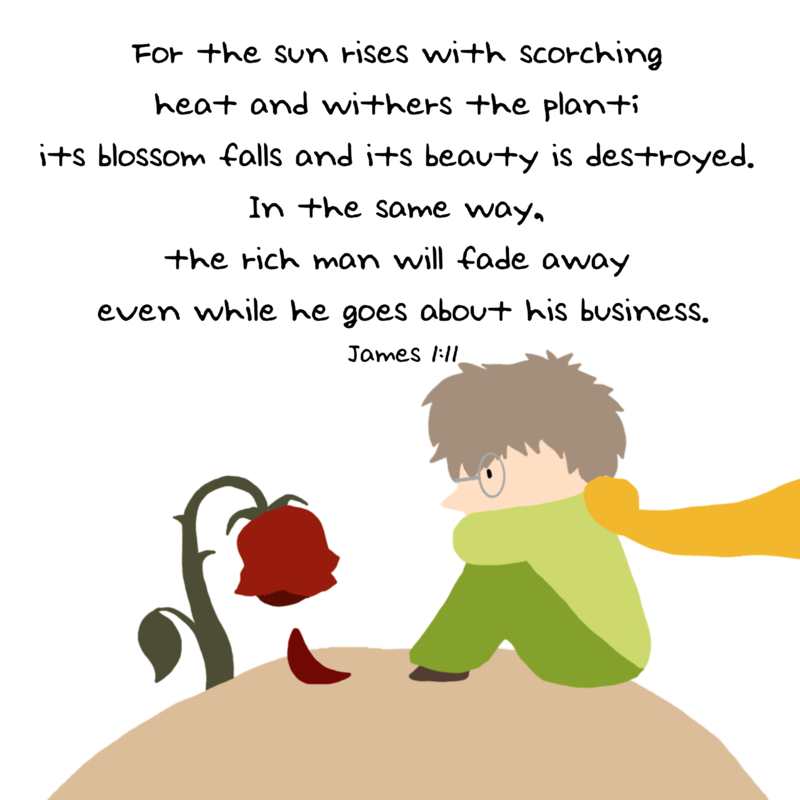 For the sun rises with scorching
heat and withers the plant;
its blossom falls and its beauty is destroyed.
In the same way,
the rich man will fade away
even while he goes about his business.
James 1:11